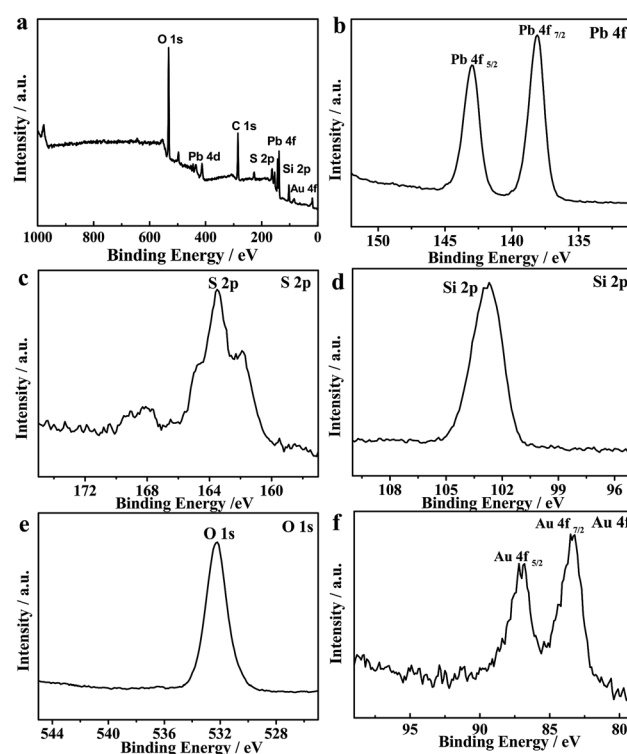 a
O 1s
C 1s
Pb 4f
Pb 4d
S 2p
Si 2p
Au 4f
Intensity / a.u.
1000 800 600 400 200 0
Binding Energy / eV
b
Pb 4f 7/2
Pb 4f
Pb 4f 5/2
Intensity / a.u.
150 145 140 135
Binding Energy / eV
c
S 2p
S 2p
Intensity / a.u.
172 168 164 160
Binding Energy /eV
d
Si 2p
Si 2p
Intensity / a.u.
108 105 102 99 96
Binding Energy / eV
e
O 1s
O 1s
Intensity / a.u.
544 540 536 532 528
Binding Energy / eV
f
Au 4f 7/2
Au 4f
Au 4f 5/2
Intensity / a.u.
95 90 85 80
Binding Energy / eV